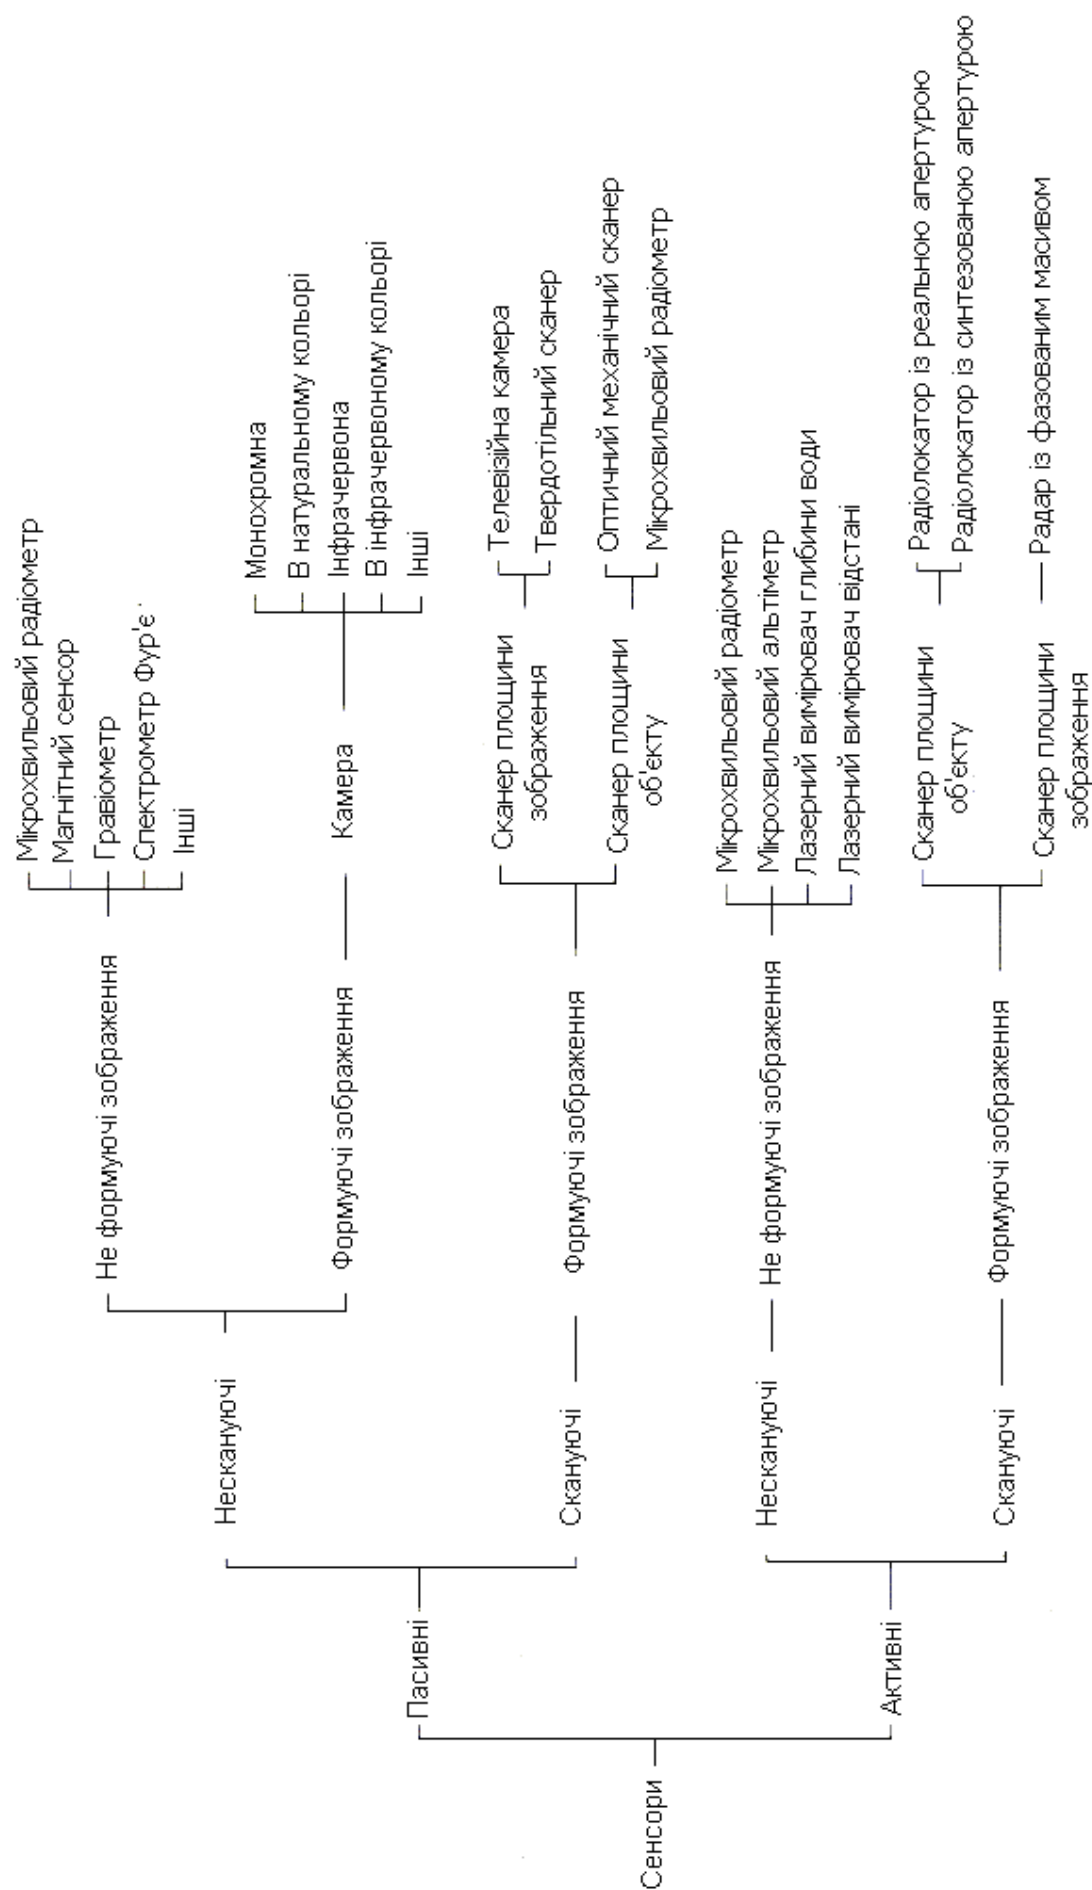 Сенсори
Пасивні
Нескануючі
Не формуючі зображення
Мікрохвильовий радіометр
Магнітний сенсор
Гравіометр
Спектрометр Фур'є
Інші
Формуючі зображення
Камера
Монохромна
В натуральному кольорі
Інфрачервона
В інфрачервоному кольорі
Інші
Скануючі
Формуючі зображення
Сканер площини
зображення
Телевізійна камера
Твердотільний сканер
Сканер площини
об'єкту
Оптичний механічний сканер
Мікрохвильовий радіометр
Активні
Нескануючі
Не формуючі зображення
Мікрохвильовий радіометр
Мікрохвильовий альтіметр
Лазерний вимірювач глибини води
Лазерний вимірювач відстані
Скануючі
Формуючі зображення
Сканер площини
об'єкту
Радіолокатор із реальною апертурою
Радіолокатор із синтезованою апертурою
Сканер площини
зображення
Радар із фазованим масивом